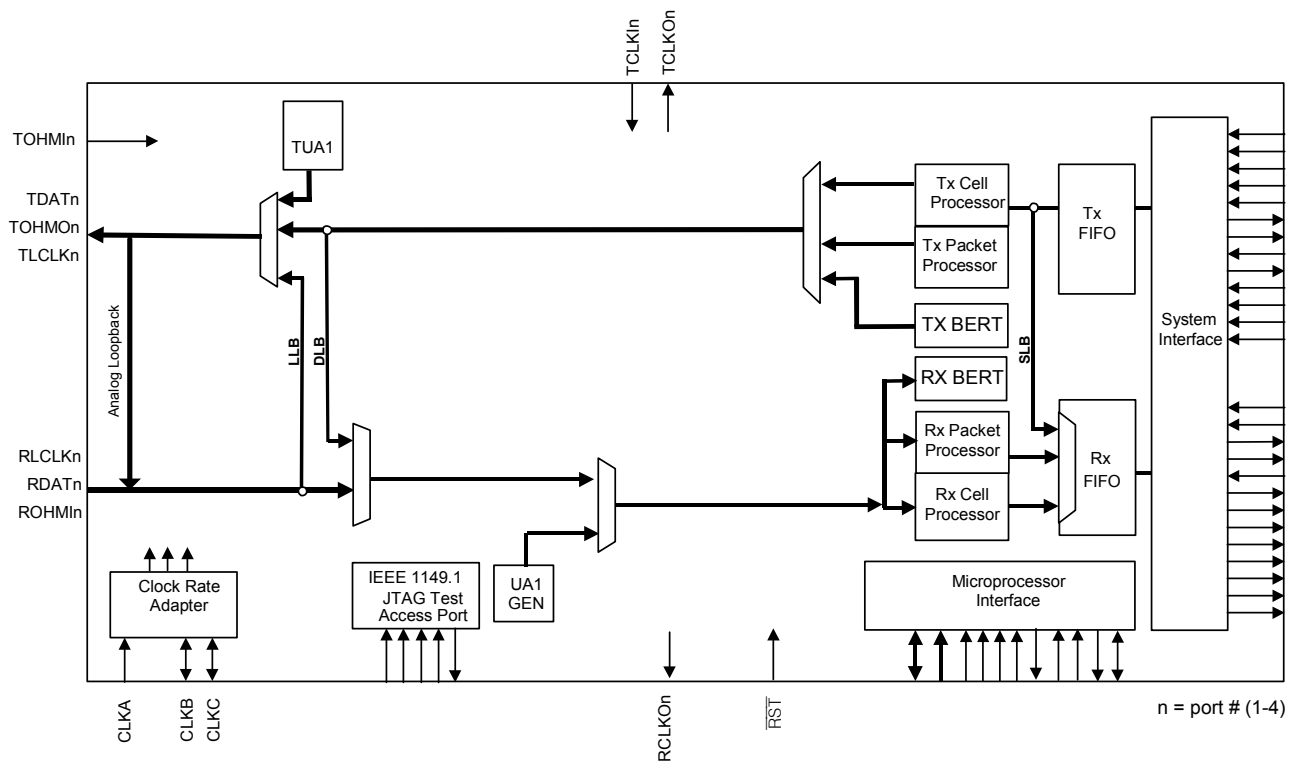 TCLKIn
TCLKOn
TOHMIn
TUA1
TDATn
TOHMOn
TLCLKn
Tx Cell
Processor
Tx
FIFO
Tx Packet
Processor
TX BERT
System
Interface
Analog Loopback
LLB
DLB
SLB
RX BERT
RLCLKn
RDATn
ROHMIn
Rx Packet
Processor
Rx
FIFO
Rx Cell
Processor
Clock Rate
Adapter
IEEE 1149.1
JTAG Test
Access Port
UA1
GEN
Microprocessor
Interface
CLKA
CLKB
CLKC
RCLKOn
RST
n = port # (1-4)